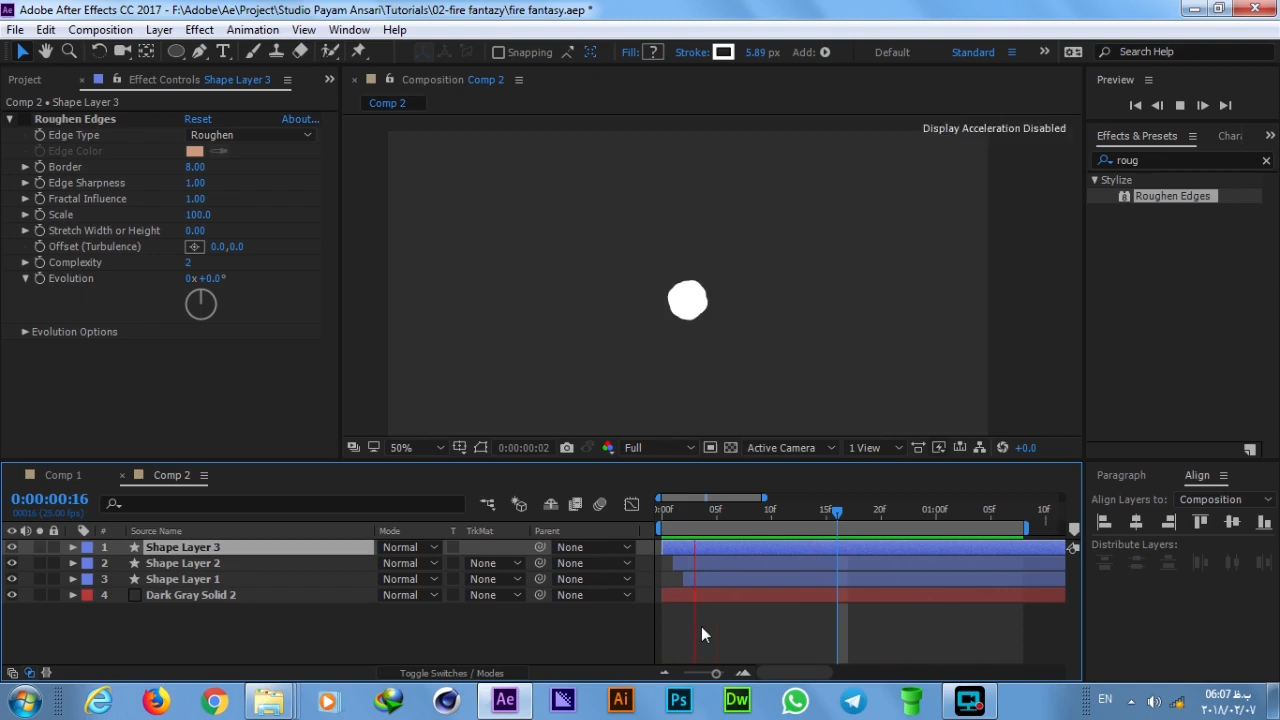 Adobe After Effects CC 2017 - F:\Adobe\Ae\Project\Studio Payam Ansari\Tutorials\02-fire fantazy\fire fantasy.aep *
File Edit Composition Layer Effect Animation View Window Help
Snapping Fill: ? Stroke: 5.89 px Add: Default Standard Search Help
Project Effect Controls Shape Layer 3 Composition Comp 2 Preview
Comp 2 • Shape Layer 3 Comp 2
Roughen Edges Reset About...
Display Acceleration Disabled
Edge Type Roughen Effects & Presets Chara
Edge Color
roug
Border 8.00
Stylize
Edge Sharpness 1.00
Roughen Edges
Fractal Influence 1.00
Scale 100.0
Stretch Width or Height 0.00
Offset (Turbulence) 0.0,0.0
Complexity 2
Evolution 0x+0.0°
Evolution Options
50% 0:00:00:02 Full Active Camera 1 View +0.0
Comp 1 Comp 2 Paragraph Align
0:00:00:16
00016 (25.00 fps)
Align Layers to: Composition
:00f 05f 10f 15f 20f 01:00f 05f 10f
# Source Name Mode T TrkMat Parent
Distribute Layers:
1 Shape Layer 3 Normal None
2 Shape Layer 2 Normal None None
3 Shape Layer 1 Normal None None
4 Dark Gray Solid 2 Normal None None
Toggle Switches / Modes
Ae Ai Ps Dw EN
06:07 ب.ظ
۲۰۱۸/۰۲/۰۷